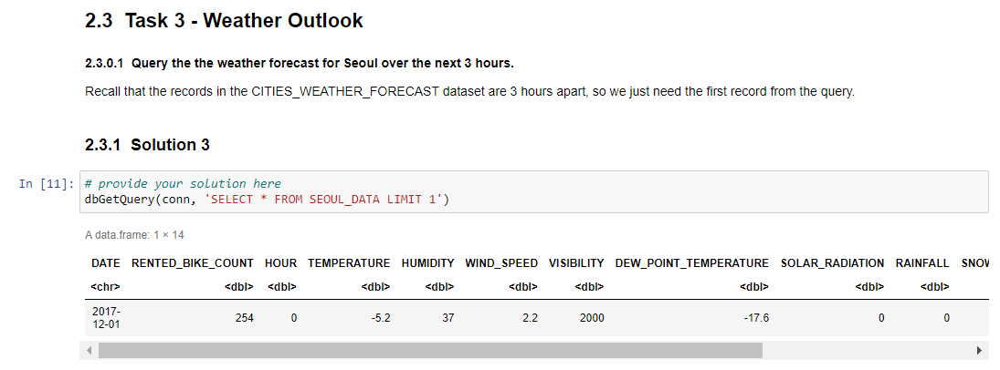 2.3 Task 3 - Weather Outlook
2.3.0.1 Query the the weather forecast for Seoul over the next 3 hours.
Recall that the records in the CITIES_WEATHER_FORECAST dataset are 3 hours apart, so we just need the first record from the query.
2.3.1 Solution 3
In [11]: # provide your solution here
dbGetQuery(conn, 'SELECT * FROM SEOUL_DATA LIMIT 1')
A data.frame: 1 × 14
DATE RENTED_BIKE_COUNT HOUR TEMPERATURE HUMIDITY WIND_SPEED VISIBILITY DEW_POINT_TEMPERATURE SOLAR_RADIATION RAINFALL SNOW
<chr> <dbl> <dbl> <dbl> <dbl> <dbl> <dbl> <dbl> <dbl> <dbl>
2017-
12-01 254 0 -5.2 37 2.2 2000 -17.6 0 0